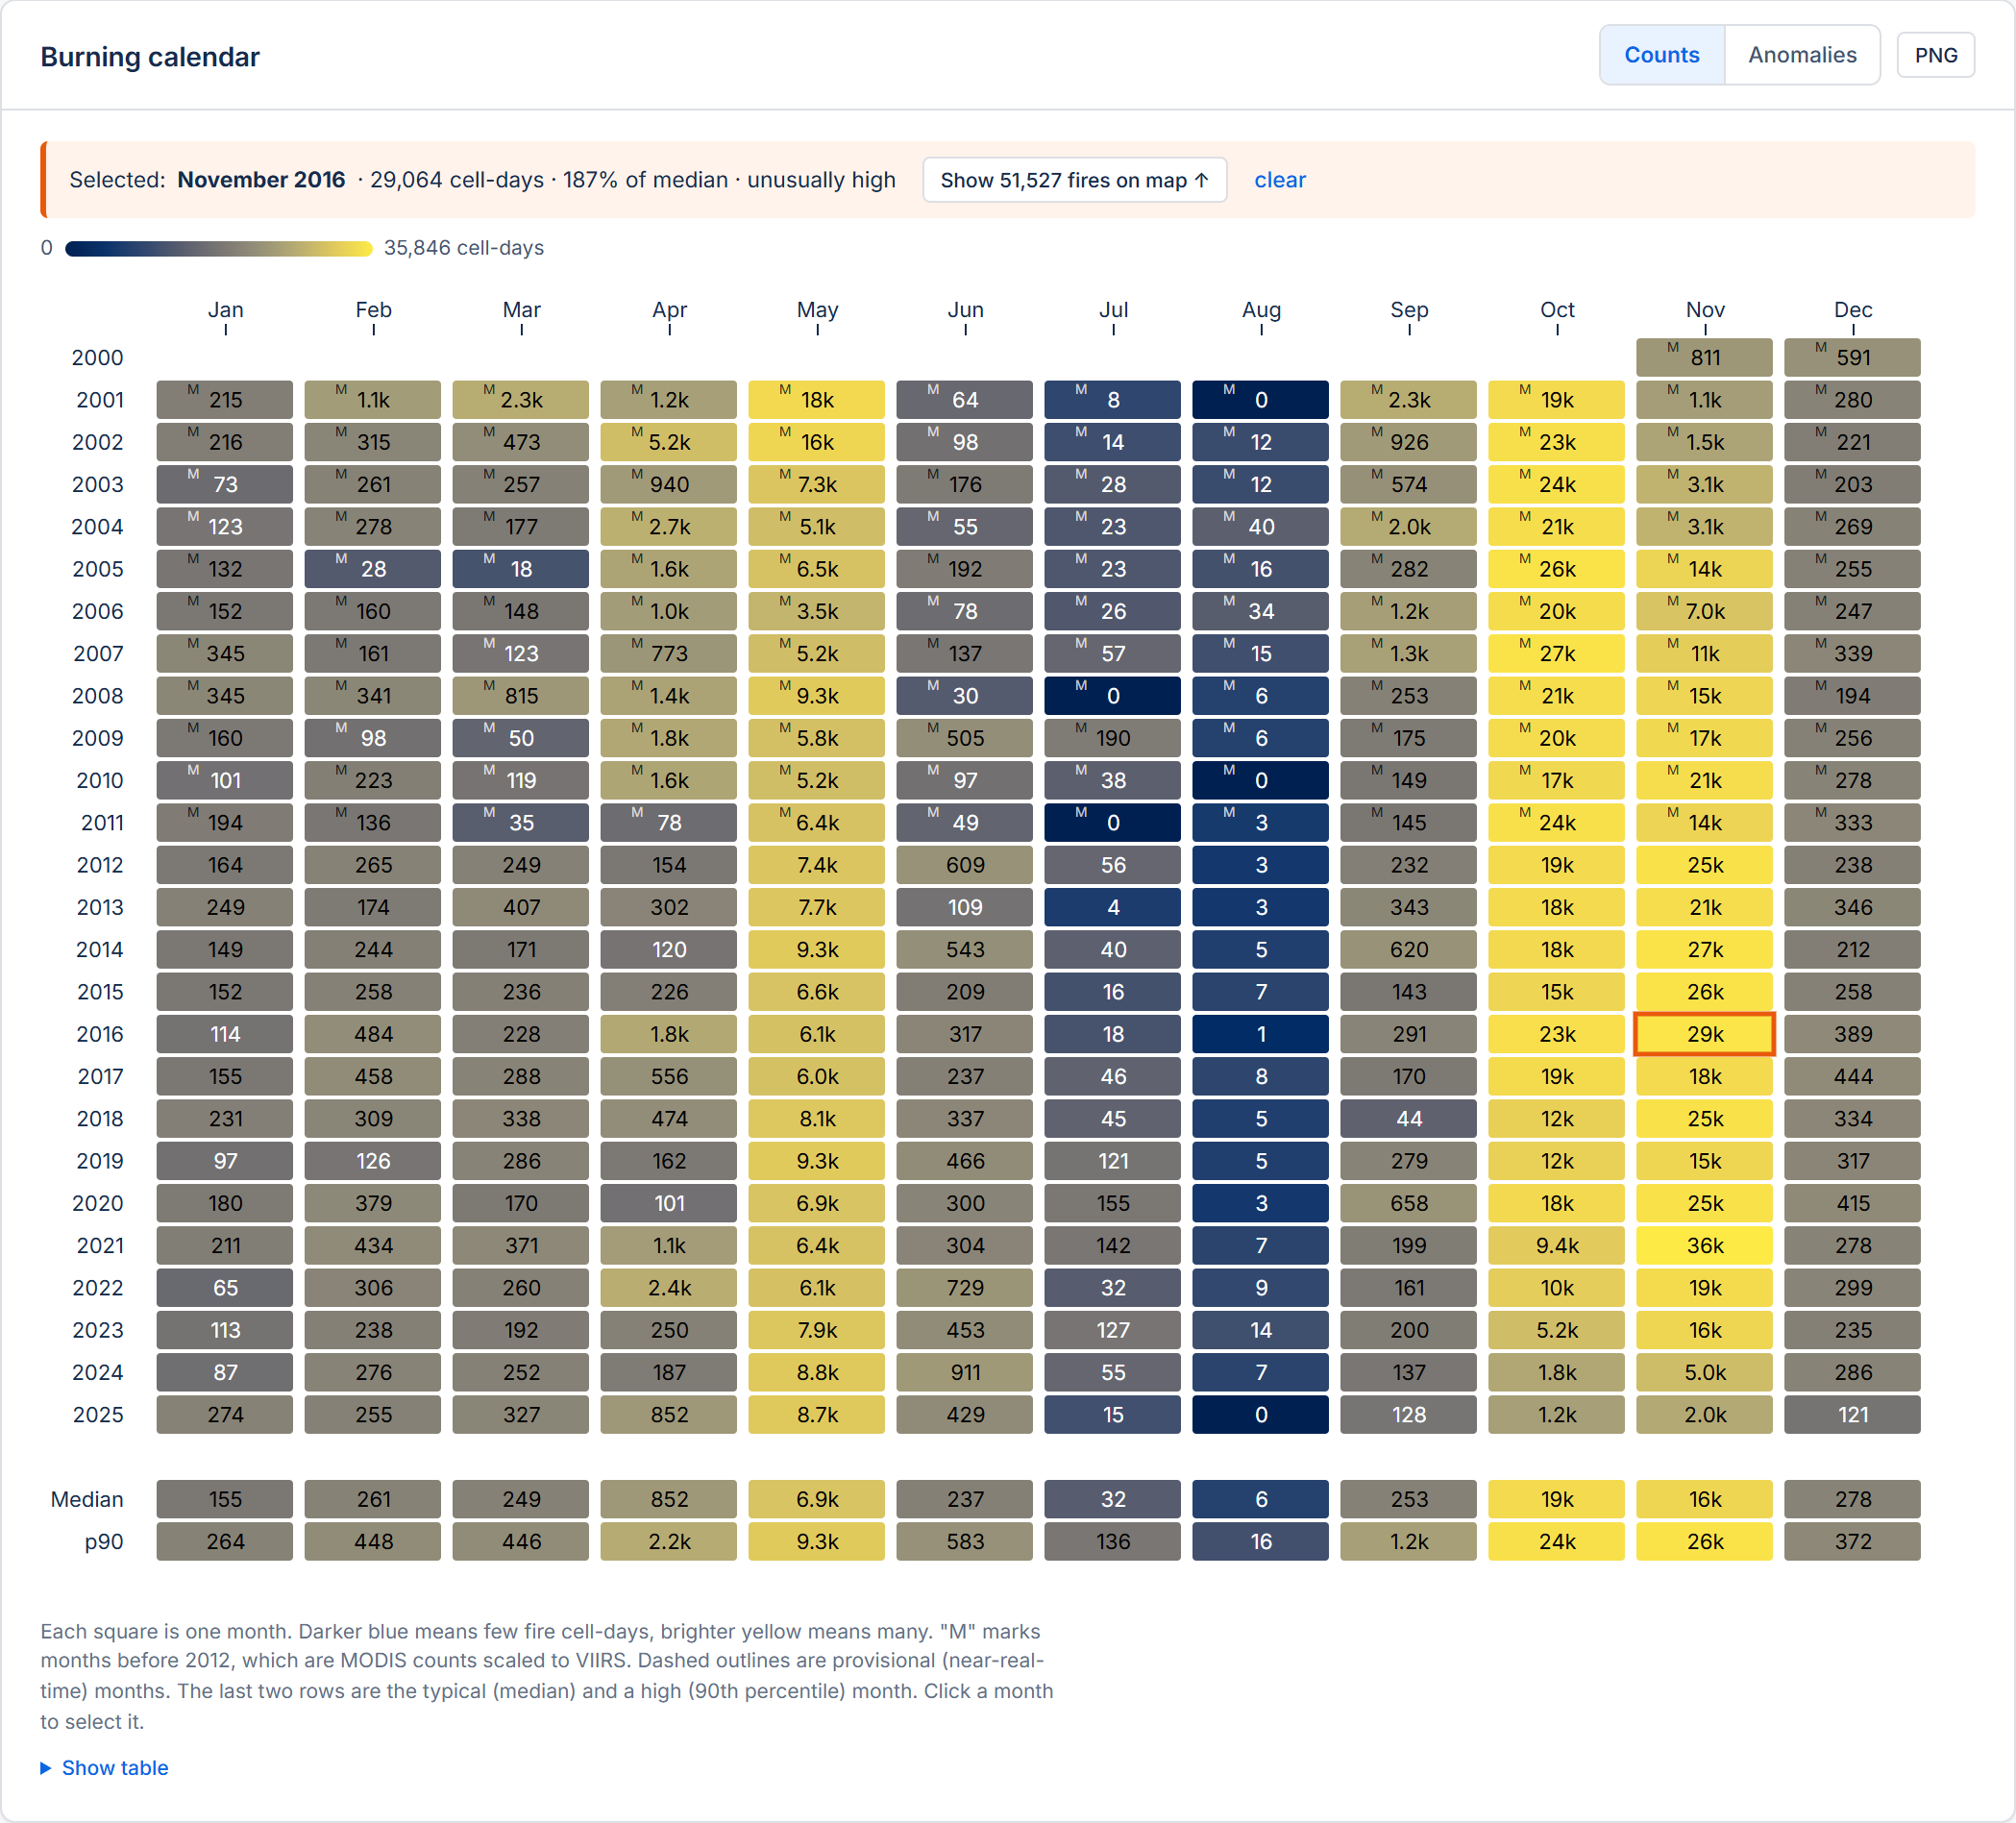 Burning calendar
Counts Anomalies PNG
Selected: November 2016 · 29,064 cell-days · 187% of median · unusually high Show 51,527 fires on map ↑ clear
0 35,846 cell-days
Jan Feb Mar Apr May Jun Jul Aug Sep Oct Nov Dec
2000 M 811 M 591
2001 M 215 M 1.1k M 2.3k M 1.2k M 18k M 64 M 8 M 0 M 2.3k M 19k M 1.1k M 280
2002 M 216 M 315 M 473 M 5.2k M 16k M 98 M 14 M 12 M 926 M 23k M 1.5k M 221
2003 M 73 M 261 M 257 M 940 M 7.3k M 176 M 28 M 12 M 574 M 24k M 3.1k M 203
2004 M 123 M 278 M 177 M 2.7k M 5.1k M 55 M 23 M 40 M 2.0k M 21k M 3.1k M 269
2005 M 132 M 28 M 18 M 1.6k M 6.5k M 192 M 23 M 16 M 282 M 26k M 14k M 255
2006 M 152 M 160 M 148 M 1.0k M 3.5k M 78 M 26 M 34 M 1.2k M 20k M 7.0k M 247
2007 M 345 M 161 M 123 M 773 M 5.2k M 137 M 57 M 15 M 1.3k M 27k M 11k M 339
2008 M 345 M 341 M 815 M 1.4k M 9.3k M 30 M 0 M 6 M 253 M 21k M 15k M 194
2009 M 160 M 98 M 50 M 1.8k M 5.8k M 505 M 190 M 6 M 175 M 20k M 17k M 256
2010 M 101 M 223 M 119 M 1.6k M 5.2k M 97 M 38 M 0 M 149 M 17k M 21k M 278
2011 M 194 M 136 M 35 M 78 M 6.4k M 49 M 0 M 3 M 145 M 24k M 14k M 333
2012 164 265 249 154 7.4k 609 56 3 232 19k 25k 238
2013 249 174 407 302 7.7k 109 4 3 343 18k 21k 346
2014 149 244 171 120 9.3k 543 40 5 620 18k 27k 212
2015 152 258 236 226 6.6k 209 16 7 143 15k 26k 258
2016 114 484 228 1.8k 6.1k 317 18 1 291 23k 29k 389
2017 155 458 288 556 6.0k 237 46 8 170 19k 18k 444
2018 231 309 338 474 8.1k 337 45 5 44 12k 25k 334
2019 97 126 286 162 9.3k 466 121 5 279 12k 15k 317
2020 180 379 170 101 6.9k 300 155 3 658 18k 25k 415
2021 211 434 371 1.1k 6.4k 304 142 7 199 9.4k 36k 278
2022 65 306 260 2.4k 6.1k 729 32 9 161 10k 19k 299
2023 113 238 192 250 7.9k 453 127 14 200 5.2k 16k 235
2024 87 276 252 187 8.8k 911 55 7 137 1.8k 5.0k 286
2025 274 255 327 852 8.7k 429 15 0 128 1.2k 2.0k 121
Median 155 261 249 852 6.9k 237 32 6 253 19k 16k 278
p90 264 448 446 2.2k 9.3k 583 136 16 1.2k 24k 26k 372
Each square is one month. Darker blue means few fire cell-days, brighter yellow means many. "M" marks
months before 2012, which are MODIS counts scaled to VIIRS. Dashed outlines are provisional (near-real-
time) months. The last two rows are the typical (median) and a high (90th percentile) month. Click a month
to select it.
▶ Show table